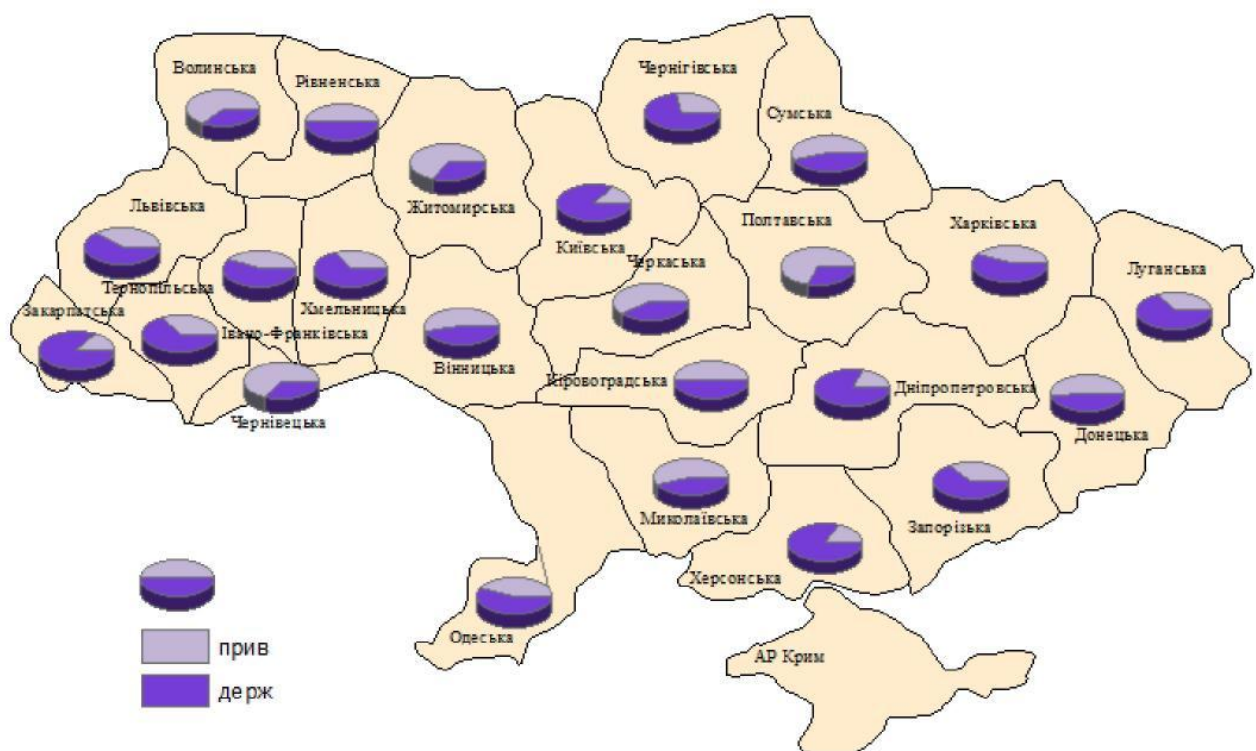 Чернігівська
Волинська
Рівненська
Сумська
Львівська
Житомирська
Київська
Полтавська
Харківська
Черкаська
Луганська
Тернопільська
Закарпатська
Хмельницька
Івано-Франківська
Вінницька
Кіровоградська
Дніпропетровська
Чернівецька
Донецька
Миколаївська
Запорізька
Херсонська
Одеська
АР Крим
прив
держ